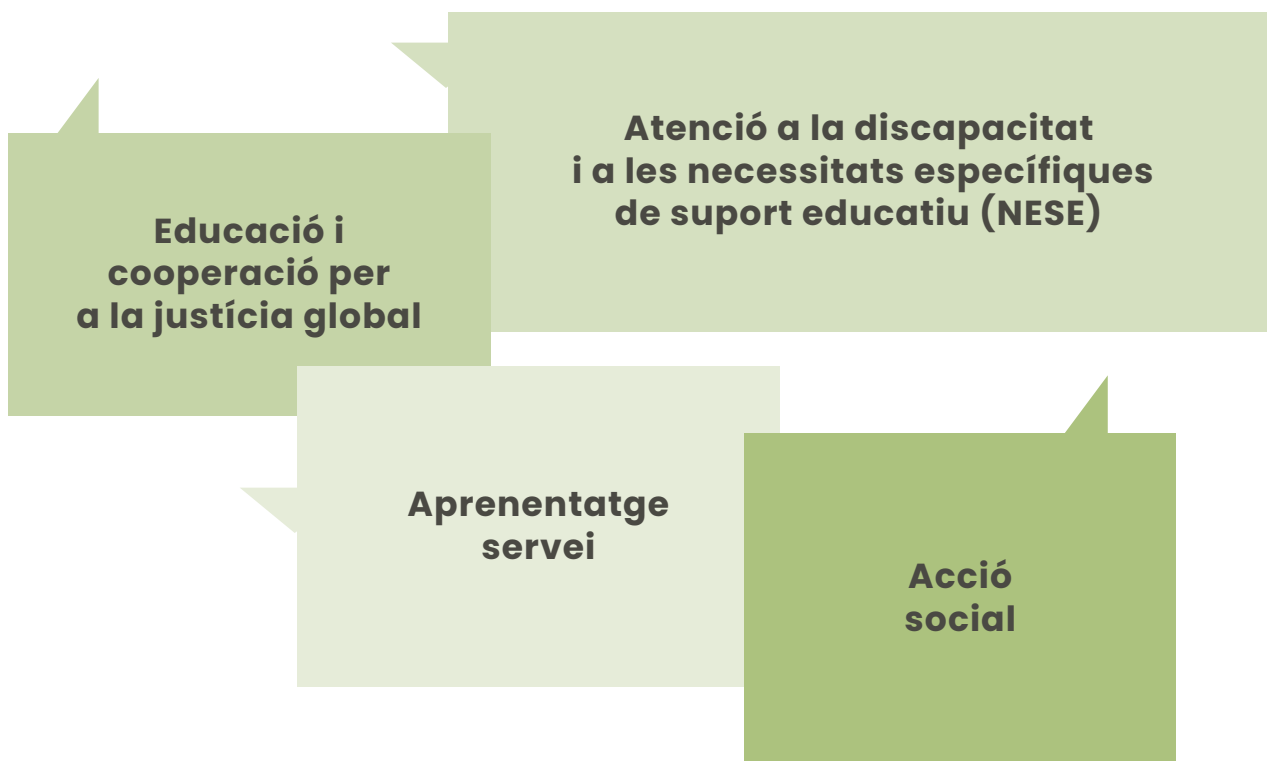 Atenció a la discapacitat
i a les necessitats específiques
de suport educatiu (NESE)
Educació i
cooperació per
a la justícia global
Aprenentatge
servei
Acció
social